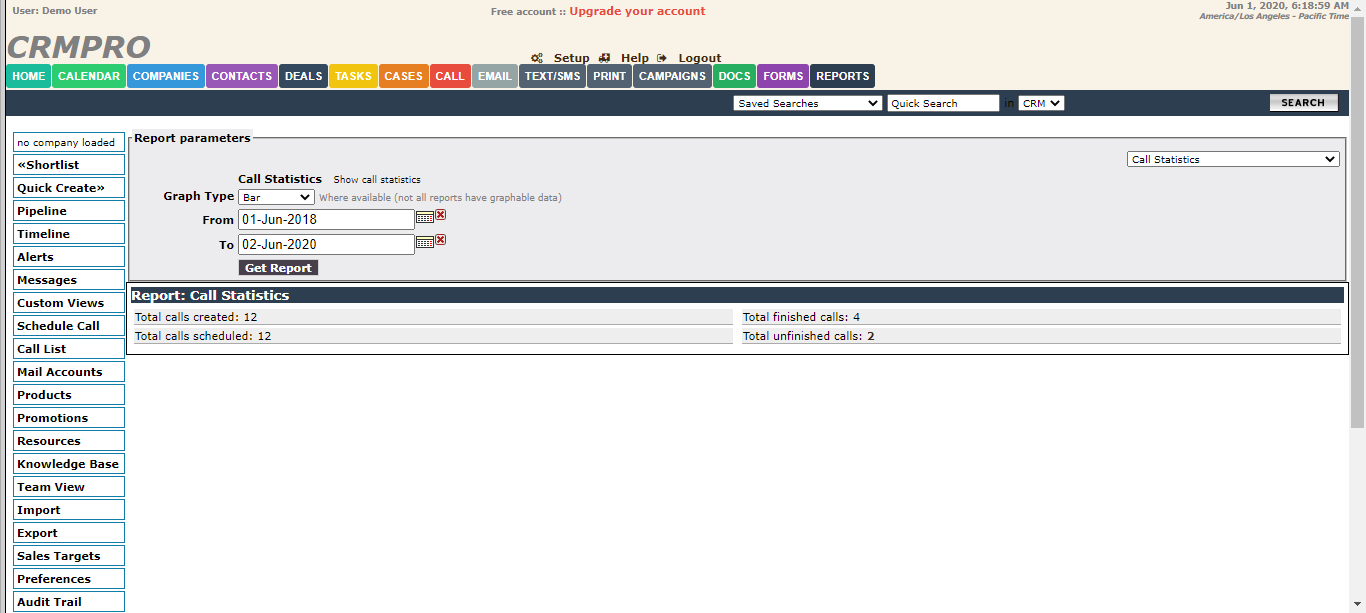 User: Demo User
Free account :: Upgrade your account
Jun 1, 2020, 6:18:59 AM
America/Los Angeles - Pacific Time
CRMPRO
Setup Help Logout
HOME CALENDAR COMPANIES CONTACTS DEALS TASKS CASES CALL EMAIL TEXT/SMS PRINT CAMPAIGNS DOCS FORMS REPORTS
Saved Searches Quick Search in CRM SEARCH
no company loaded
«Shortlist
Quick Create»
Pipeline
Timeline
Alerts
Messages
Custom Views
Schedule Call
Call List
Mail Accounts
Products
Promotions
Resources
Knowledge Base
Team View
Import
Export
Sales Targets
Preferences
Audit Trail
Report parameters
Call Statistics
Call Statistics Show call statistics
Graph Type Bar Where available (not all reports have graphable data)
From 01-Jun-2018
To 02-Jun-2020
Get Report
Report: Call Statistics
Total calls created: 12 Total finished calls: 4
Total calls scheduled: 12 Total unfinished calls: 2